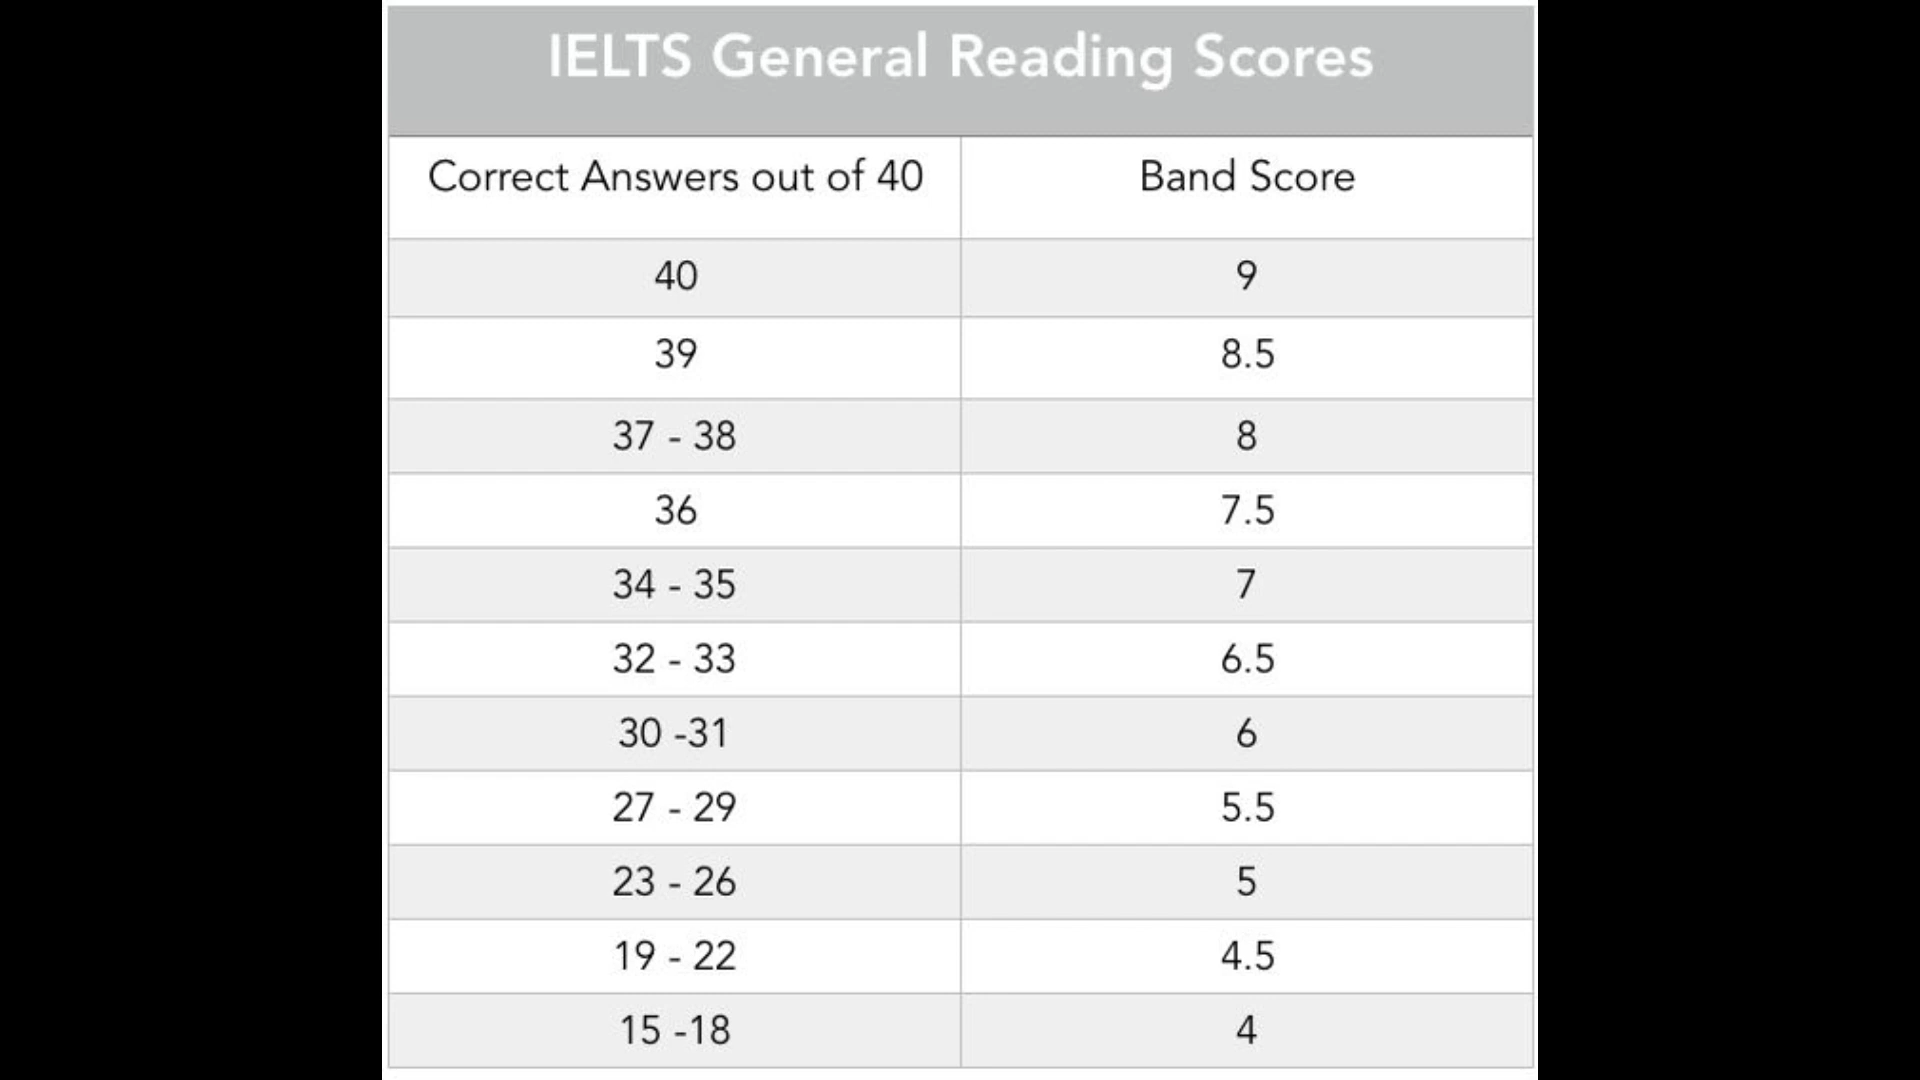 IELTS General Reading Scores
Correct Answers out of 40 Band Score
40 9
39 8.5
37 - 38 8
36 7.5
34 - 35 7
32 - 33 6.5
30 -31 6
27 - 29 5.5
23 - 26 5
19 - 22 4.5
15 -18 4